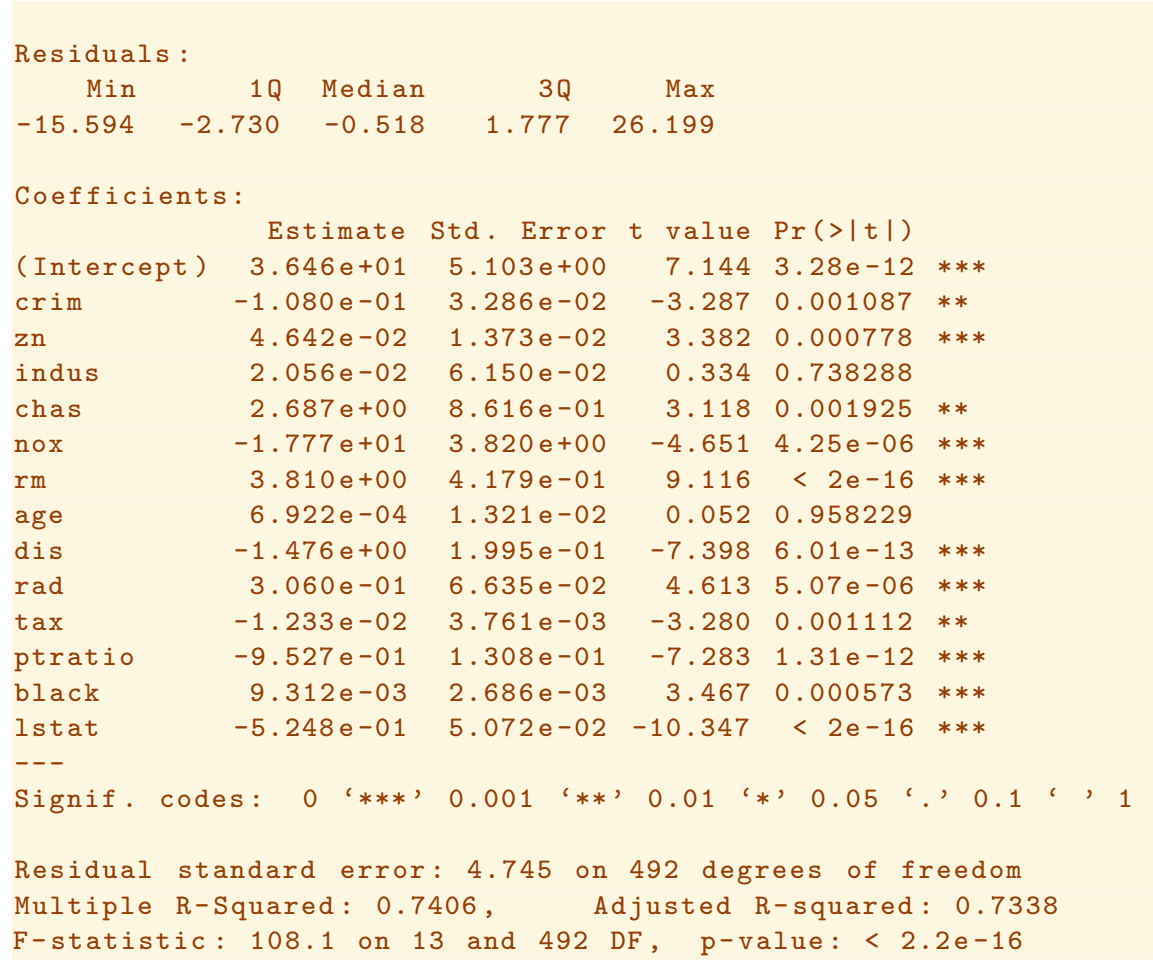 Residuals:
    Min      1Q  Median      3Q     Max
-15.594  -2.730  -0.518   1.777  26.199
Coefficients:
              Estimate Std. Error t value Pr(>|t|)
(Intercept)  3.646e+01  5.103e+00   7.144 3.28e-12 ***
crim        -1.080e-01  3.286e-02  -3.287 0.001087 **
zn           4.642e-02  1.373e-02   3.382 0.000778 ***
indus        2.056e-02  6.150e-02   0.334 0.738288
chas         2.687e+00  8.616e-01   3.118 0.001925 **
nox         -1.777e+01  3.820e+00  -4.651 4.25e-06 ***
rm           3.810e+00  4.179e-01   9.116  < 2e-16 ***
age          6.922e-04  1.321e-02   0.052 0.958229
dis         -1.476e+00  1.995e-01  -7.398 6.01e-13 ***
rad          3.060e-01  6.635e-02   4.613 5.07e-06 ***
tax         -1.233e-02  3.761e-03  -3.280 0.001112 **
ptratio     -9.527e-01  1.308e-01  -7.283 1.31e-12 ***
black        9.312e-03  2.686e-03   3.467 0.000573 ***
lstat       -5.248e-01  5.072e-02 -10.347  < 2e-16 ***
---
Signif. codes:  0 ‘***’ 0.001 ‘**’ 0.01 ‘*’ 0.05 ‘.’ 0.1 ‘ ’ 1
Residual standard error: 4.745 on 492 degrees of freedom
Multiple R-Squared: 0.7406,     Adjusted R-squared: 0.7338
F-statistic: 108.1 on 13 and 492 DF,  p-value: < 2.2e-16